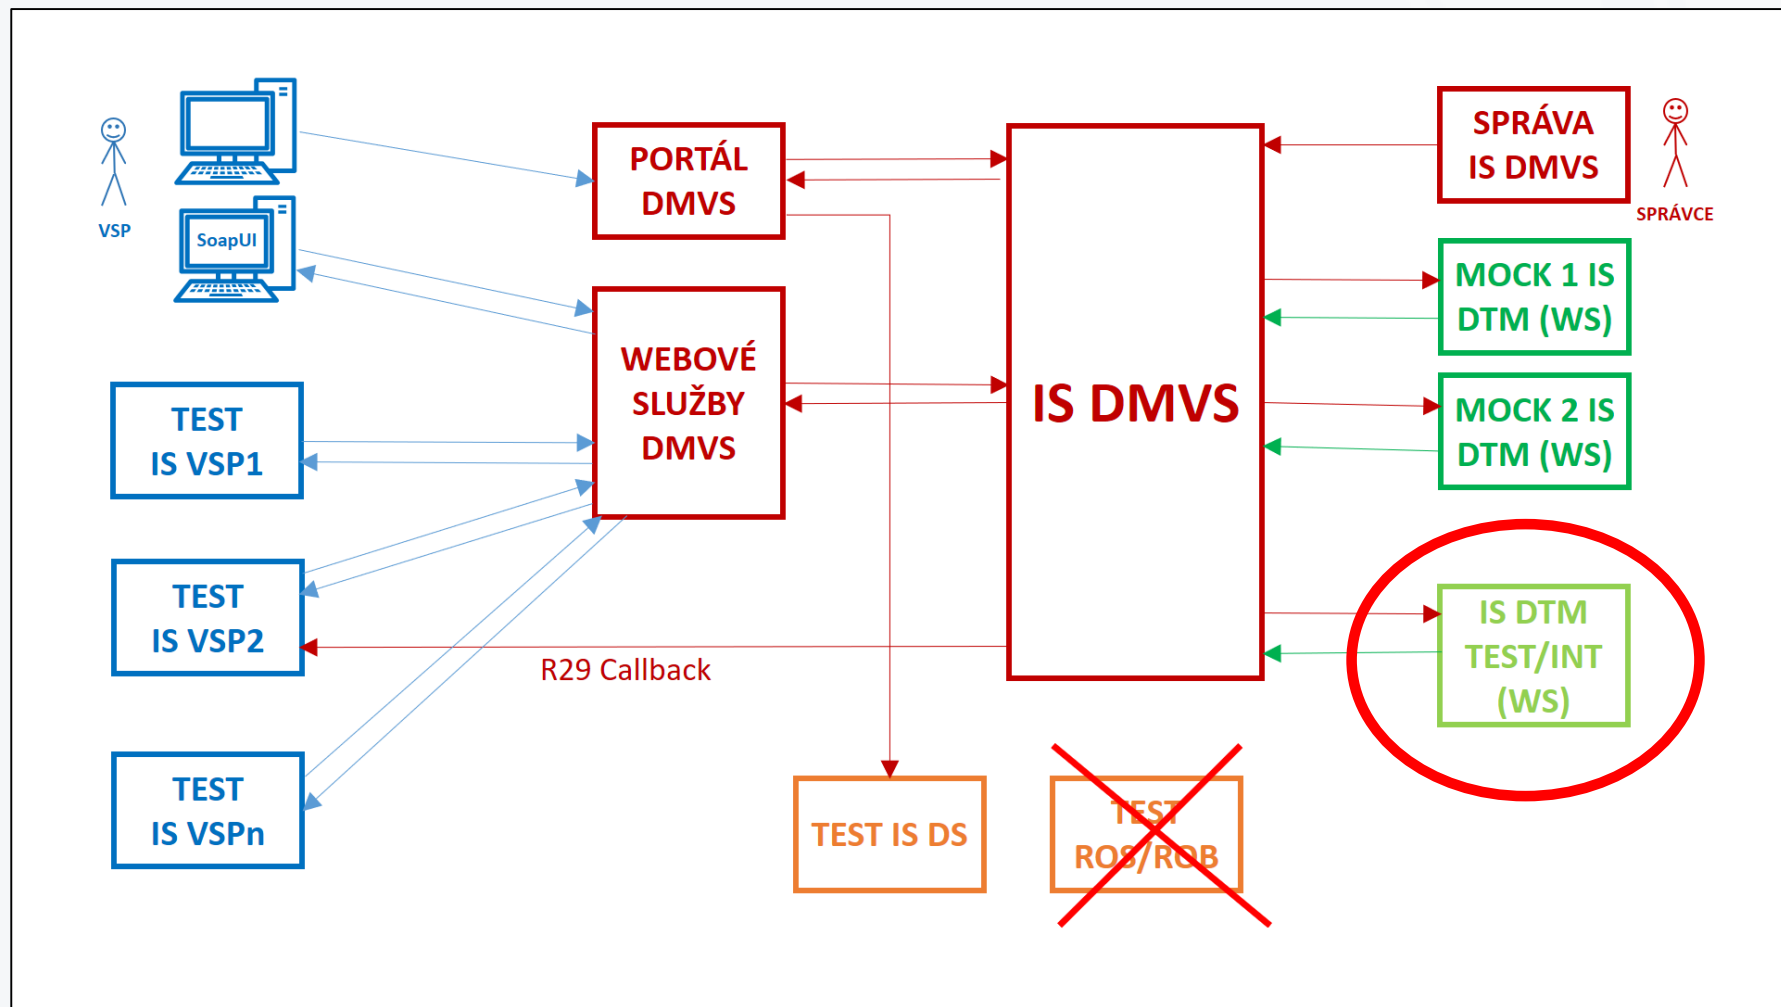 VSP
SoapUI
PORTÁL
DMVS
WEBOVÉ
SLUŽBY
DMVS
TEST
IS VSP1
TEST
IS VSP2
TEST
IS VSPn
R29 Callback
IS DMVS
SPRÁVA
IS DMVS
SPRÁVCE
MOCK 1 IS
DTM (WS)
MOCK 2 IS
DTM (WS)
IS DTM
TEST/INT
(WS)
TEST IS DS
TEST
ROS/ROB